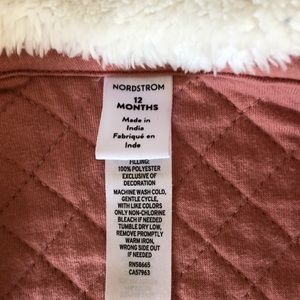 NORDSTROM
12
MONTHS
Made in
India
Fabriqué en
Inde
FILLING:
100% POLYESTER
EXCLUSIVE OF
DECORATION
MACHINE WASH COLD,
GENTLE CYCLE,
WITH LIKE COLORS
ONLY NON-CHLORINE
BLEACH IF NEEDED
TUMBLE DRY LOW,
REMOVE PROMPTLY
WARM IRON,
WRONG SIDE OUT
IF NEEDED
RN58665
CA57963